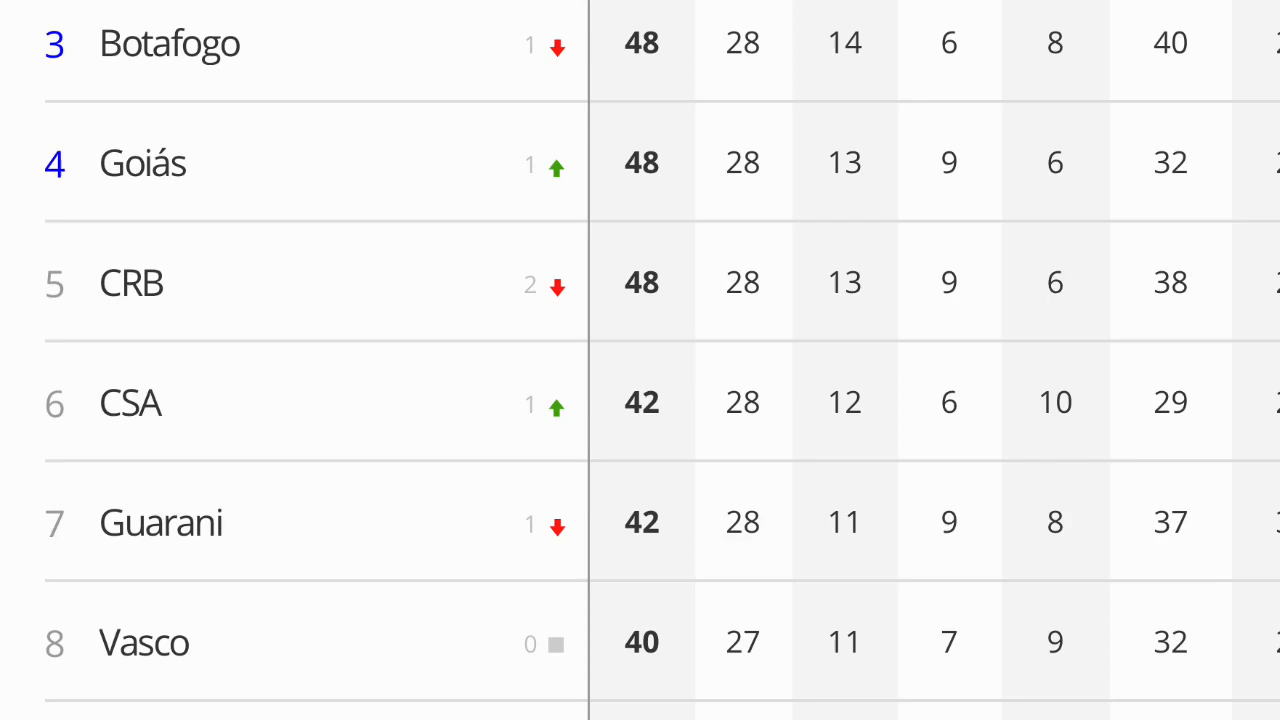 3 Botafogo 1 48 28 14 6 8 40
4 Goiás 1 48 28 13 9 6 32
5 CRB 2 48 28 13 9 6 38
6 CSA 1 42 28 12 6 10 29
7 Guarani 1 42 28 11 9 8 37
8 Vasco 0 40 27 11 7 9 32